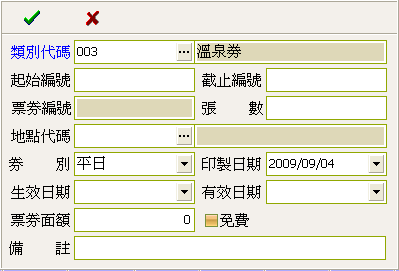 類別代碼 003 ... 溫泉券
起始編號 截止編號
票券編號 張 數
地點代碼 ...
券 別 平日 印製日期 2009/09/04
生效日期 有效日期
票券面額 0 免費
備 註